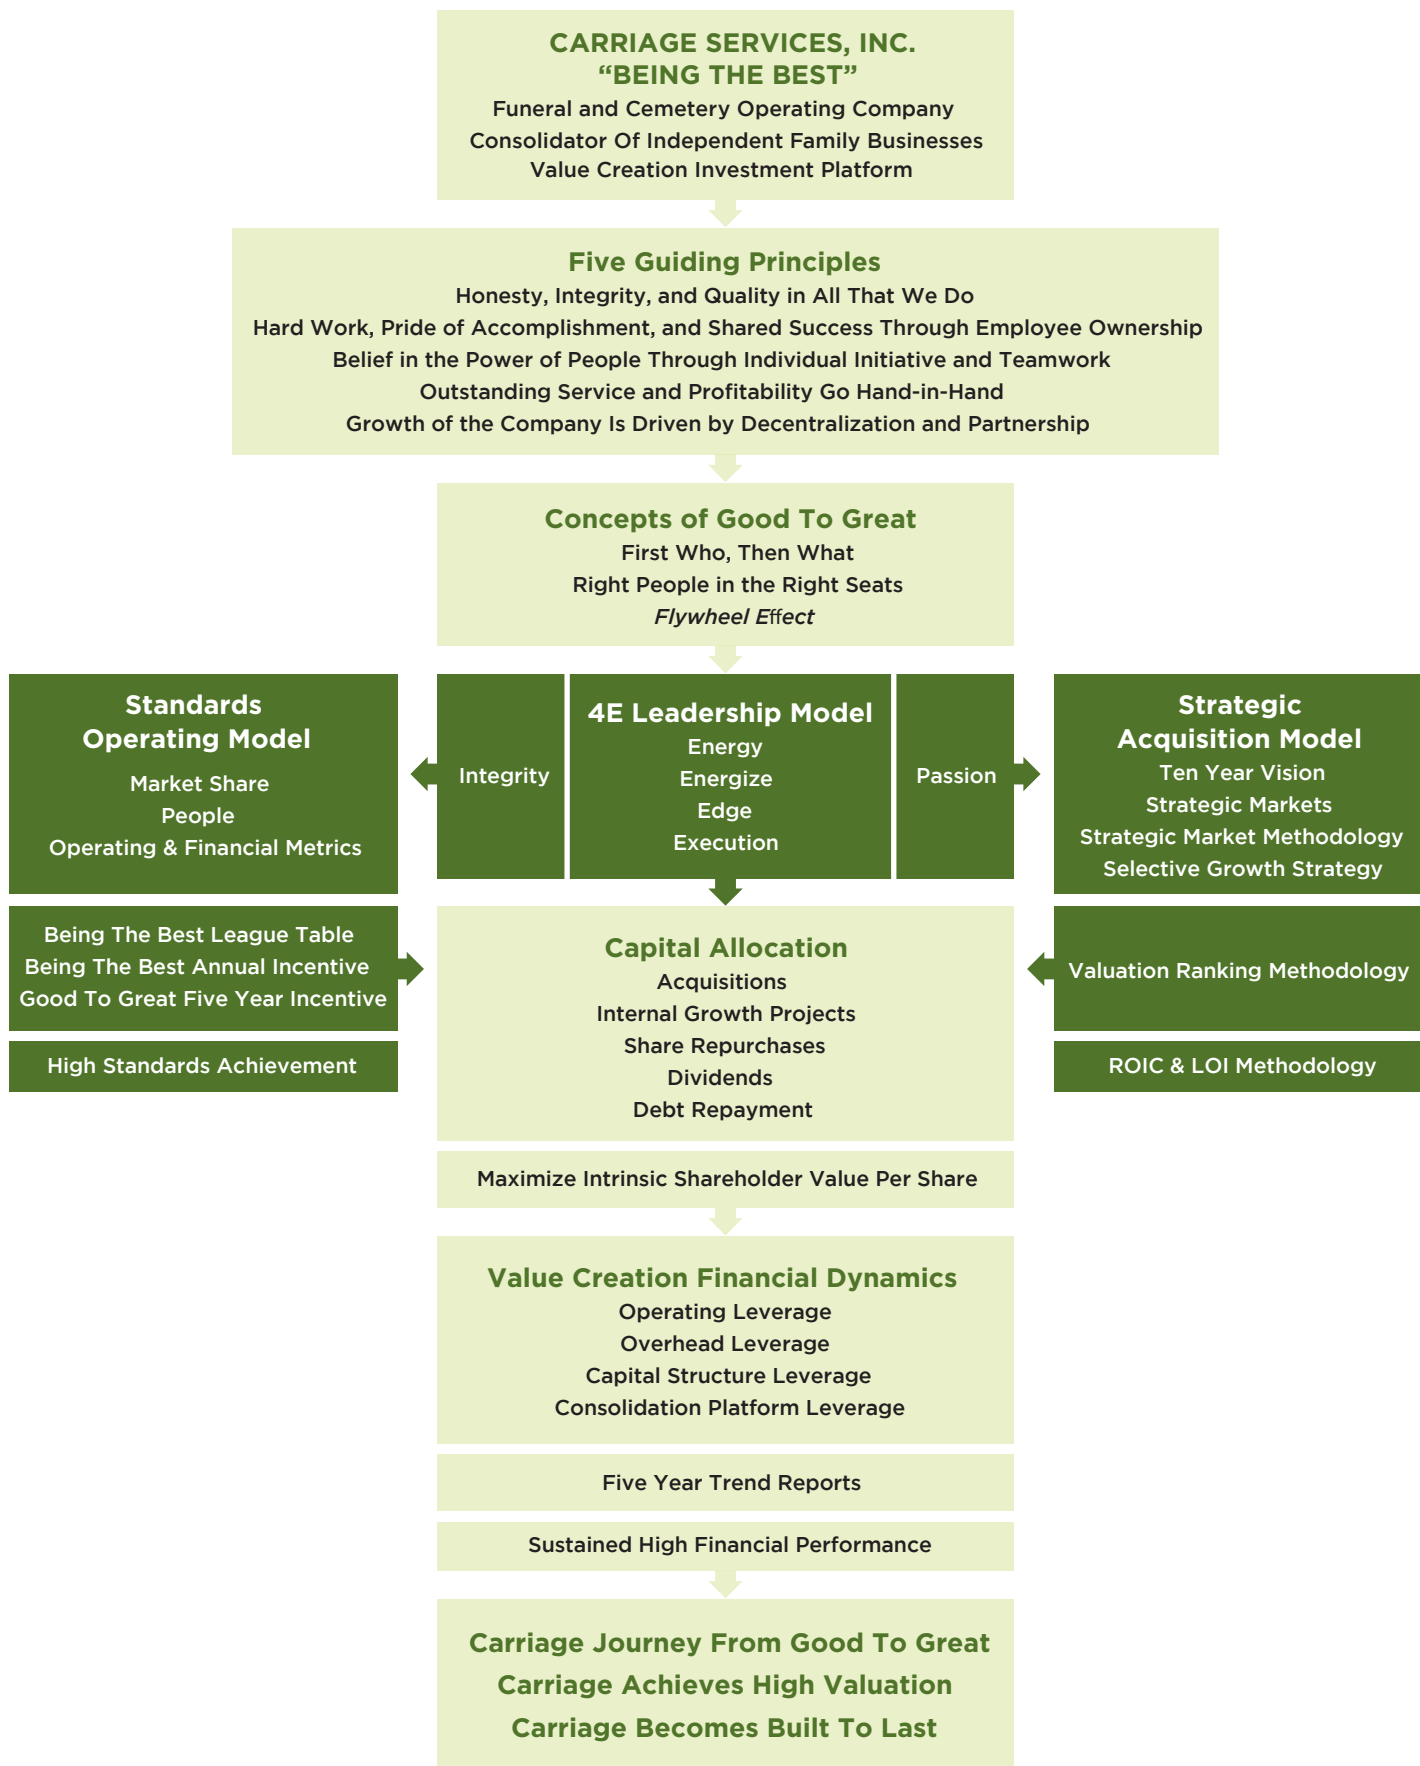 CARRIAGE SERVICES, INC.
“BEING THE BEST”
Funeral and Cemetery Operating Company
Consolidator Of Independent Family Businesses
Value Creation Investment Platform
Five Guiding Principles
Honesty, Integrity, and Quality in All That We Do
Hard Work, Pride of Accomplishment, and Shared Success Through Employee Ownership
Belief in the Power of People Through Individual Initiative and Teamwork
Outstanding Service and Profitability Go Hand-in-Hand
Growth of the Company Is Driven by Decentralization and Partnership
Concepts of Good To Great
First Who, Then What
Right People in the Right Seats
Flywheel Effect
Standards
Operating Model
Market Share
People
Operating & Financial Metrics
Integrity
4E Leadership Model
Energy
Energize
Edge
Execution
Passion
Strategic
Acquisition Model
Ten Year Vision
Strategic Markets
Strategic Market Methodology
Selective Growth Strategy
Being The Best League Table
Being The Best Annual Incentive
Good To Great Five Year Incentive
High Standards Achievement
Capital Allocation
Acquisitions
Internal Growth Projects
Share Repurchases
Dividends
Debt Repayment
Valuation Ranking Methodology
ROIC & LOI Methodology
Maximize Intrinsic Shareholder Value Per Share
Value Creation Financial Dynamics
Operating Leverage
Overhead Leverage
Capital Structure Leverage
Consolidation Platform Leverage
Five Year Trend Reports
Sustained High Financial Performance
Carriage Journey From Good To Great
Carriage Achieves High Valuation
Carriage Becomes Built To Last